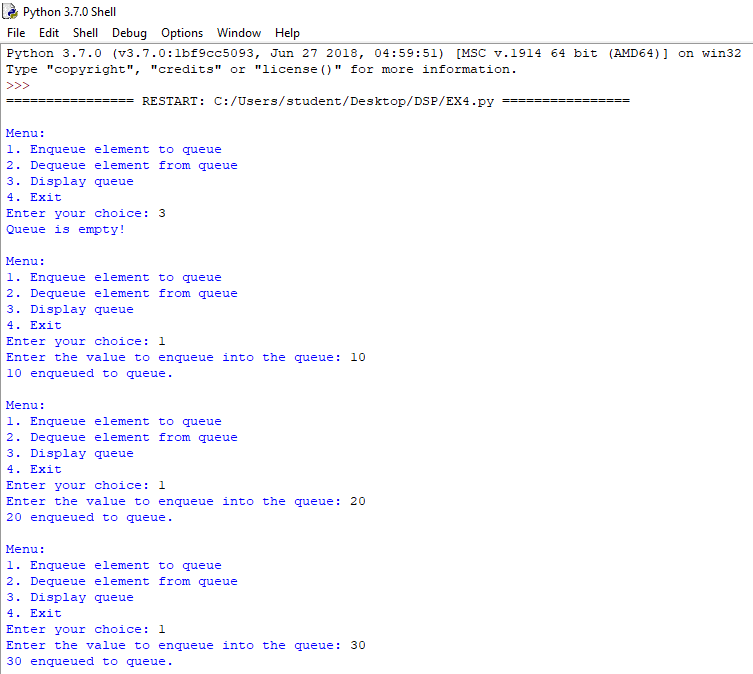 Python 3.7.0 Shell
File Edit Shell Debug Options Window Help
Python 3.7.0 (v3.7.0:1bf9cc5093, Jun 27 2018, 04:59:51) [MSC v.1914 64 bit (AMD64)] on win32
Type "copyright", "credits" or "license()" for more information.
>>>
================ RESTART: C:/Users/student/Desktop/DSP/EX4.py ================

Menu:
1. Enqueue element to queue
2. Dequeue element from queue
3. Display queue
4. Exit
Enter your choice: 3
Queue is empty!

Menu:
1. Enqueue element to queue
2. Dequeue element from queue
3. Display queue
4. Exit
Enter your choice: 1
Enter the value to enqueue into the queue: 10
10 enqueued to queue.

Menu:
1. Enqueue element to queue
2. Dequeue element from queue
3. Display queue
4. Exit
Enter your choice: 1
Enter the value to enqueue into the queue: 20
20 enqueued to queue.

Menu:
1. Enqueue element to queue
2. Dequeue element from queue
3. Display queue
4. Exit
Enter your choice: 1
Enter the value to enqueue into the queue: 30
30 enqueued to queue.